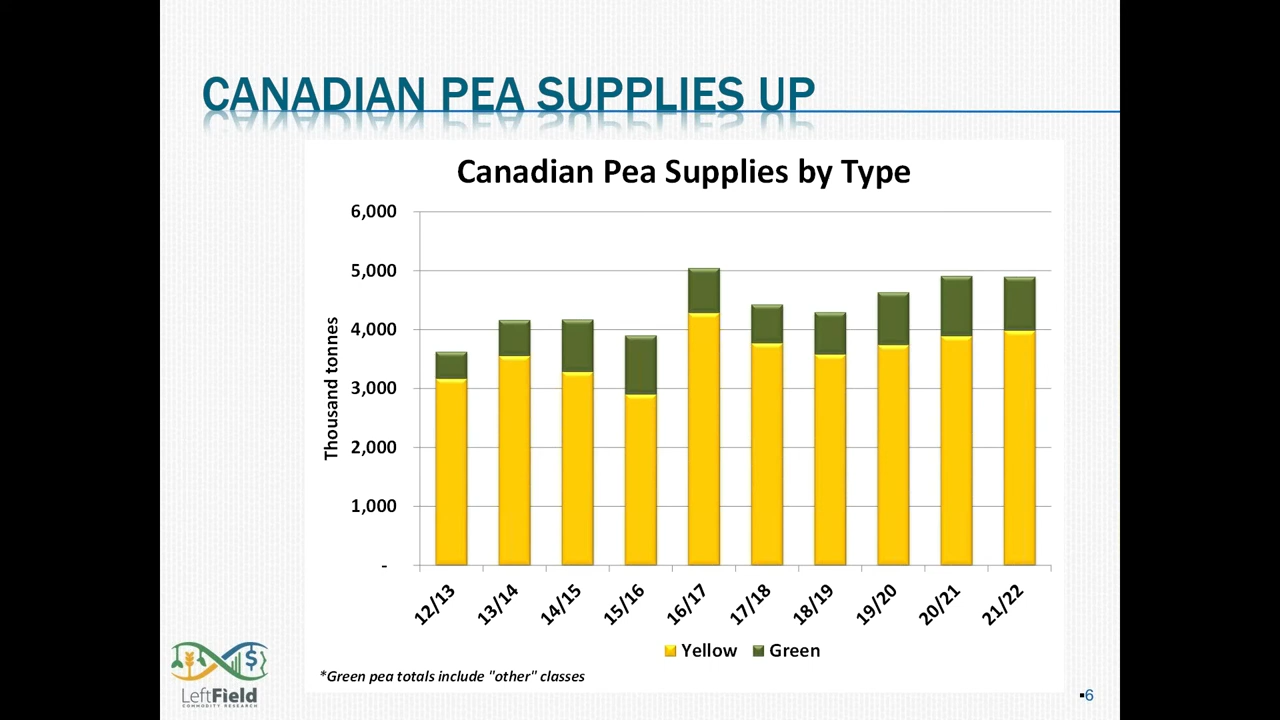 CANADIAN PEA SUPPLIES UP
Canadian Pea Supplies by Type
Thousand tonnes
6,000
5,000
4,000
3,000
2,000
1,000
-
12/13
13/14
14/15
15/16
16/17
17/18
18/19
19/20
20/21
21/22
Yellow Green
*Green pea totals include "other" classes
LeftField
COMMODITY RESEARCH
6